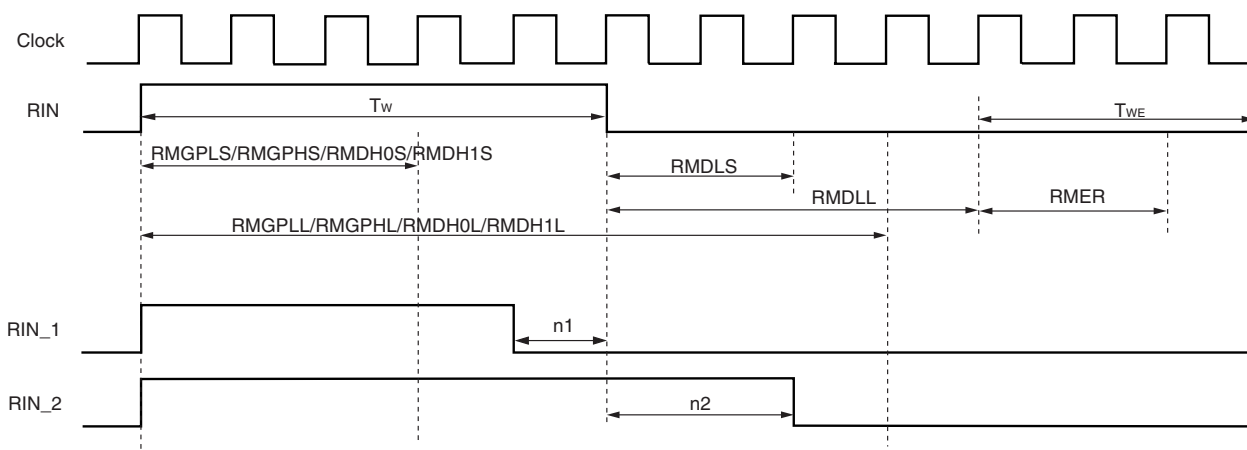 Clock
RIN
Tw
TWE
RMGPLS/RMGPHS/RMDH0S/RMDH1S
RMDLS
RMDLL
RMER
RMGPLL/RMGPHL/RMDH0L/RMDH1L
RIN_1
n1
RIN_2
n2